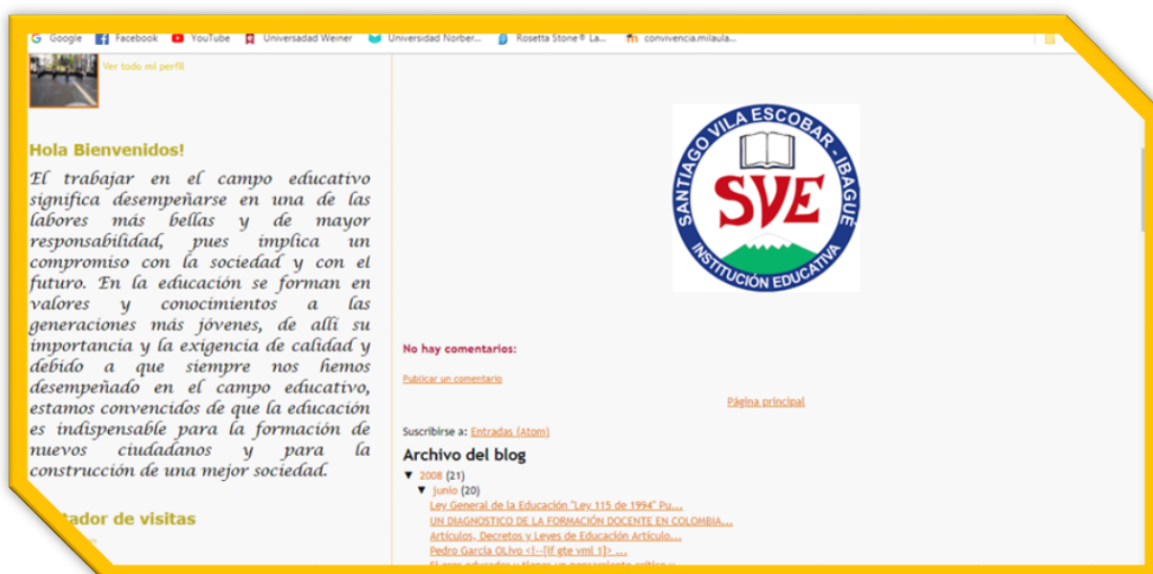 Google Facebook YouTube Universadad Weiner Universidad Norber... Rosetta Stone® La... convivencia.milaula...
Ver todo mi perfil
Hola Bienvenidos!
El trabajar en el campo educativo
significa desempeñarse en una de las
labores más bellas y de mayor
responsabilidad, pues implica un
compromiso con la sociedad y con el
futuro. En la educación se forman en
valores y conocimientos a las
generaciones más jóvenes, de allí su
importancia y la exigencia de calidad y
debido a que siempre nos hemos
desempeñado en el campo educativo,
estamos convencidos de que la educación
es indispensable para la formación de
nuevos ciudadanos y para la
construcción de una mejor sociedad.
tador de visitas
SANTIAGO VILA ESCOBAR - IBAGUÉ
SVE
INSTITUCIÓN EDUCATIVA
No hay comentarios:
Publicar un comentario
Página principal
Suscribirse a: Entradas (Atom)
Archivo del blog
▼ 2008 (21)
▼ junio (20)
Ley General de la Educación "Ley 115 de 1994" Pu...
UN DIAGNOSTICO DE LA FORMACIÓN DOCENTE EN COLOMBIA...
Artículos, Decretos y Leyes de Educación Artículo...
Pedro García OLivo <!--[if gte vml 1]> ...